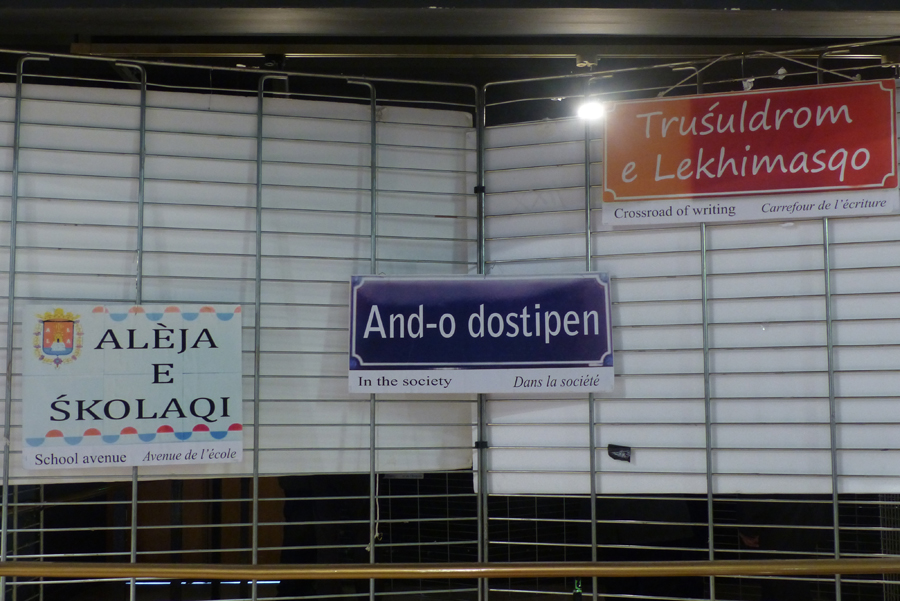 Truśuldrom
e Lekhimasqo
Crossroad of writing Carrefour de l'écriture
And-o dostipen
In the society Dans la société
ALÈJA
E
ŚKOLAQI
School avenue Avenue de l'école